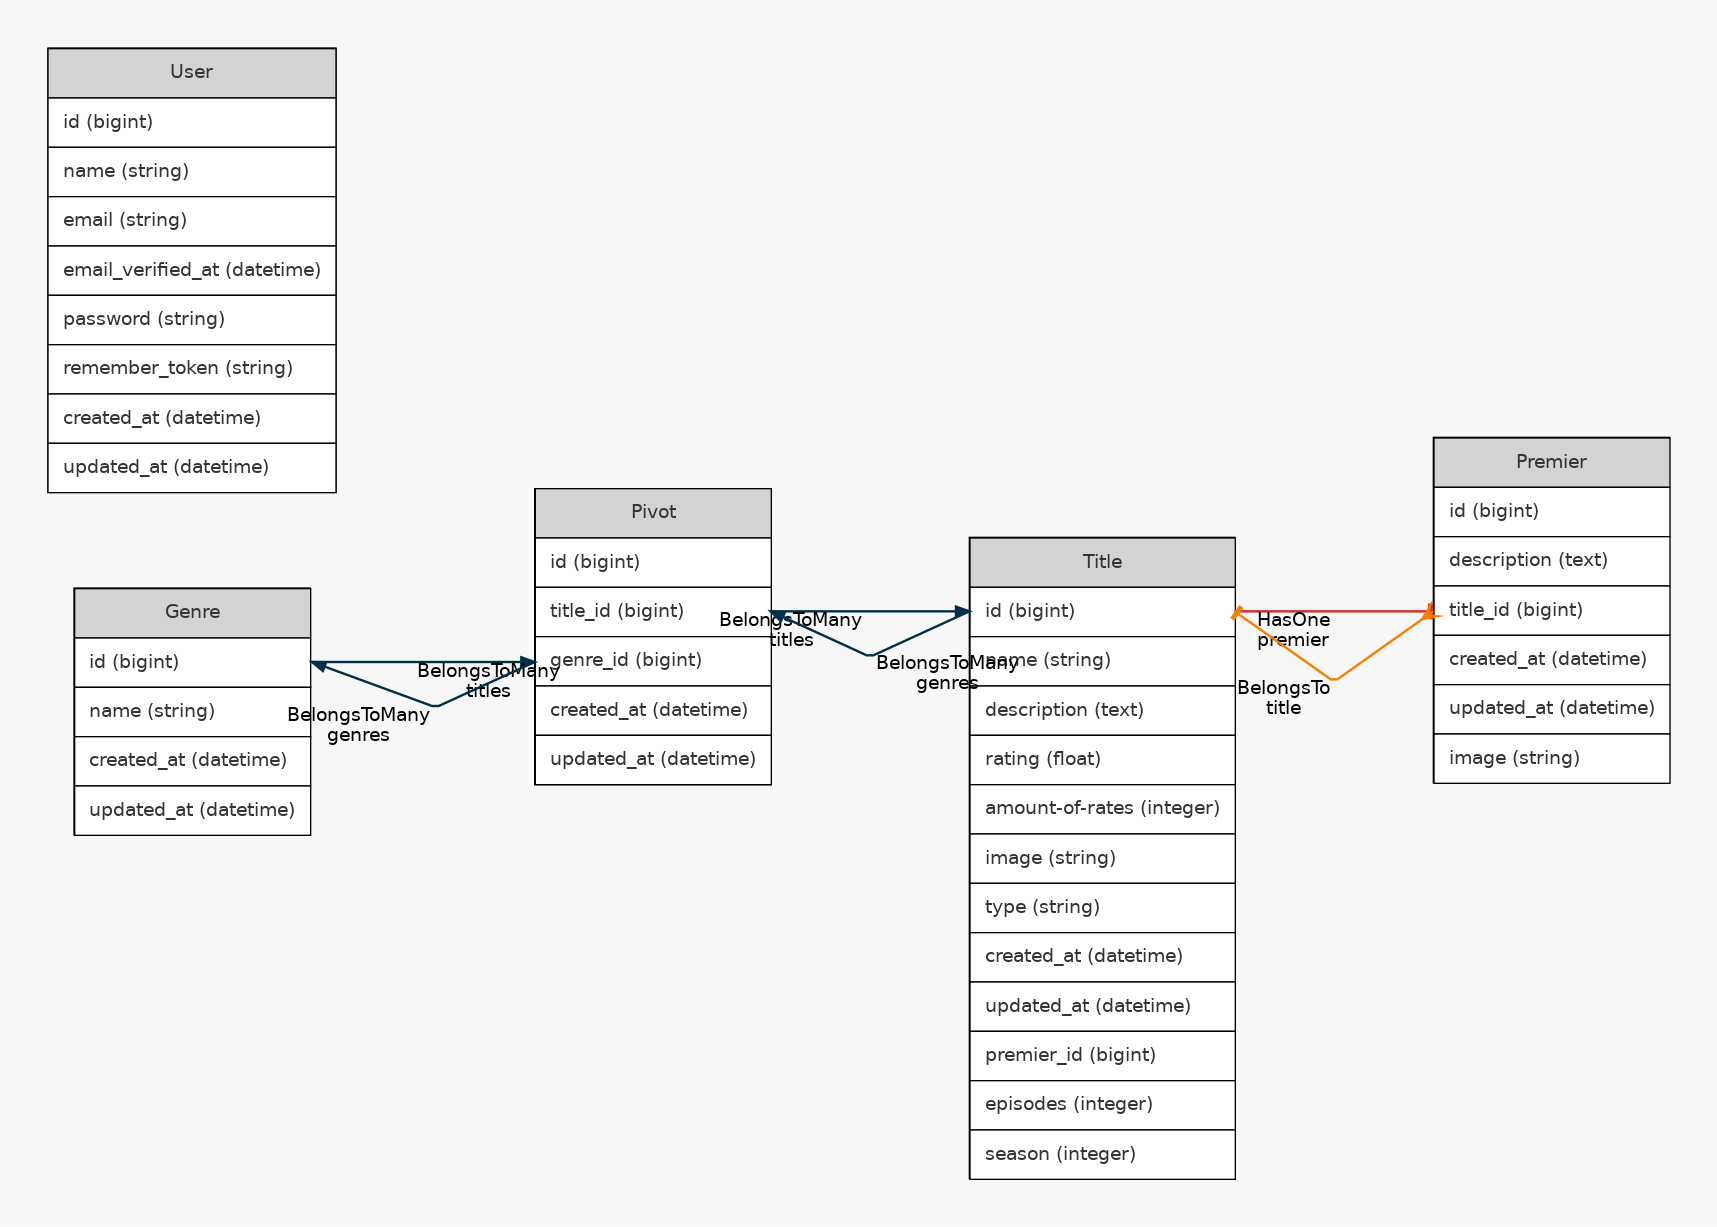 User
id (bigint)
name (string)
email (string)
email_verified_at (datetime)
password (string)
remember_token (string)
created_at (datetime)
updated_at (datetime)
Genre
id (bigint)
name (string)
created_at (datetime)
updated_at (datetime)
BelongsToMany
titles
BelongsToMany
genres
Pivot
id (bigint)
title_id (bigint)
genre_id (bigint)
created_at (datetime)
updated_at (datetime)
BelongsToMany
titles
BelongsToMany
genres
Title
id (bigint)
name (string)
description (text)
rating (float)
amount-of-rates (integer)
image (string)
type (string)
created_at (datetime)
updated_at (datetime)
premier_id (bigint)
episodes (integer)
season (integer)
HasOne
premier
BelongsTo
title
Premier
id (bigint)
description (text)
title_id (bigint)
created_at (datetime)
updated_at (datetime)
image (string)